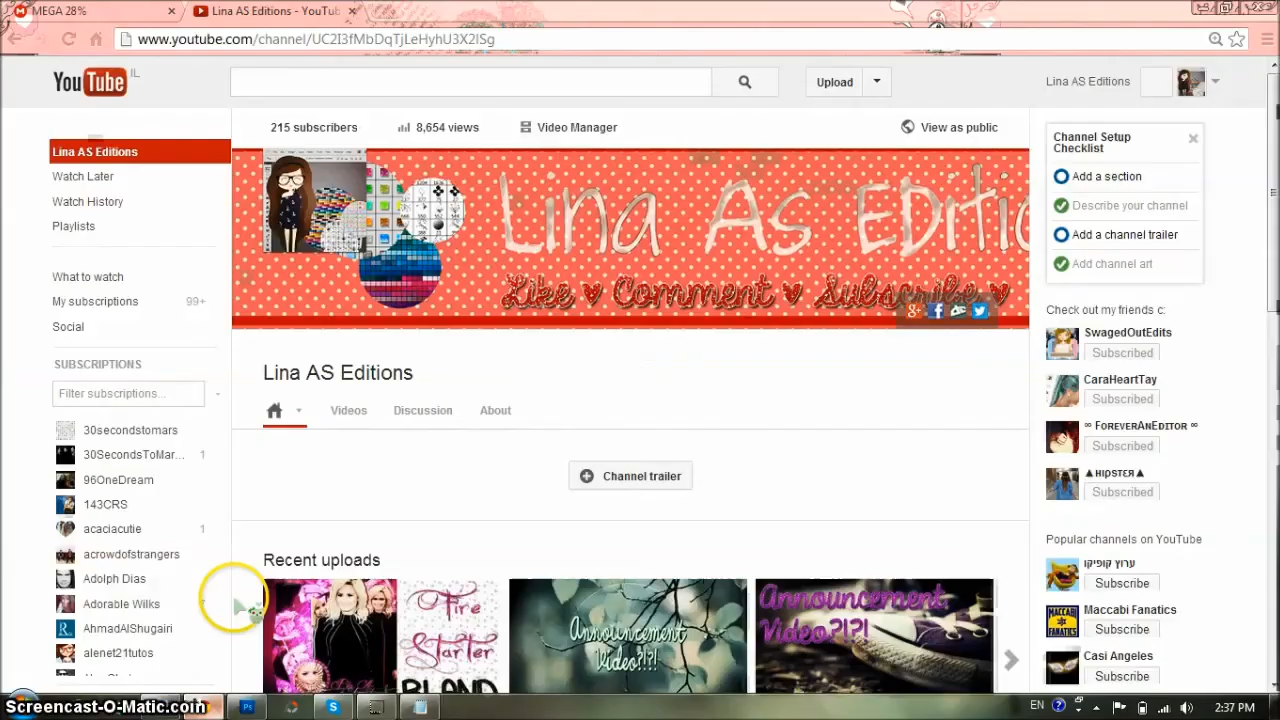 MEGA 28%
Lina AS Editions - YouTub
www.youtube.com/channel/UC2I3fMbDqTjLeHyhU3X2ISg
YouTube IL
Upload
Lina AS Editions
215 subscribers
8,654 views
Video Manager
View as public
Lina AS Editions
Watch Later
Watch History
Playlists
What to watch
My subscriptions 99+
Social
SUBSCRIPTIONS
Filter subscriptions...
30secondstomars
30SecondsToMar... 1
96OneDream
143CRS
acaciacutie 1
acrowdofstrangers
Adolph Dias
Adorable Wilks
AhmadAlShugairi
alenet21tutos
Lina As Editio
Like ♥ Comment ♥ Subscribe ♥
Lina AS Editions
Videos
Discussion
About
Channel trailer
Recent uploads
Fire
Starter
BLAND
Announcement
Video?!?!
Announcement
Video?!?!
Channel Setup
Checklist
Add a section
Describe your channel
Add a channel trailer
Add channel art
Check out my friends c:
SwagedOutEdits
Subscribed
CaraHeartTay
Subscribed
∞ ForeverAnEditor ∞
Subscribed
▲HIPSTΣR▲
Subscribed
Popular channels on YouTube
ערוץ קופיקו
Subscribe
Maccabi Fanatics
Subscribe
Casi Angeles
Subscribe
Screencast-O-Matic.com
EN
2:37 PM